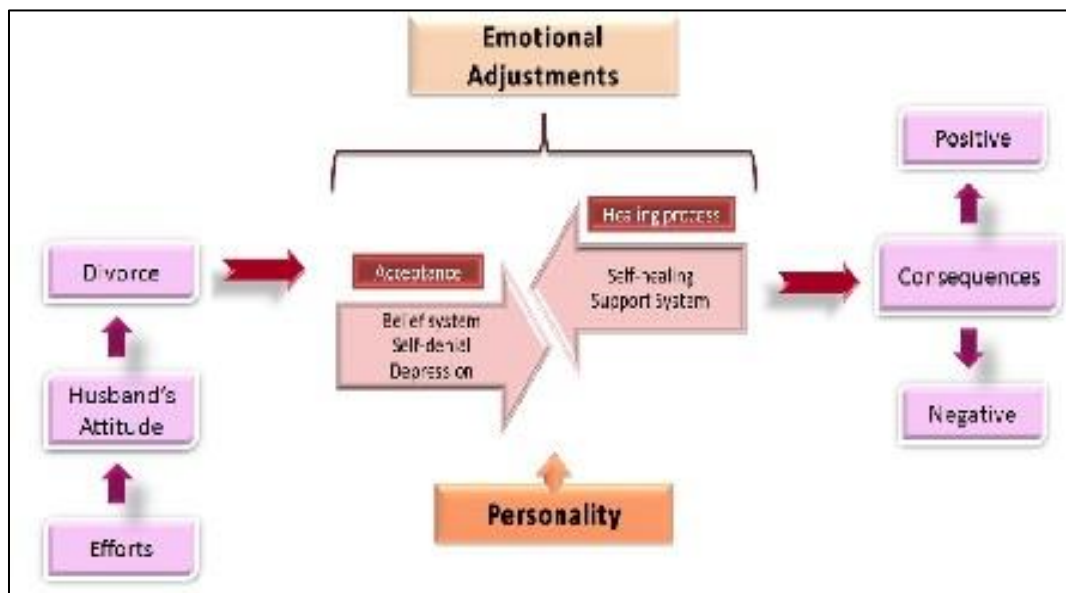 Emotional
Adjustments
Positive
Healing process
Divorce
Acceptance
Self-healing
Support System
Consequences
Belief system
Self-denial
Depression
Husband's
Attitude
Negative
Personality
Efforts